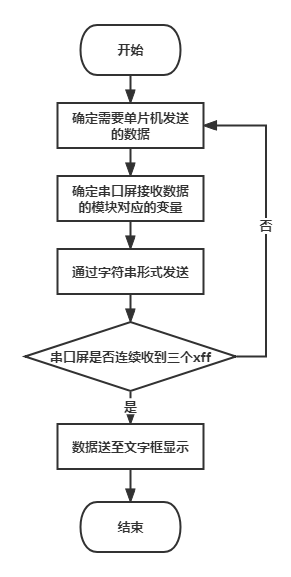 开始
确定需要单片机发送
的数据
确定串口屏接收数据
的模块对应的变量
否
通过字符串形式发送
串口屏是否连续收到三个xff
是
数据送至文字框显示
结束